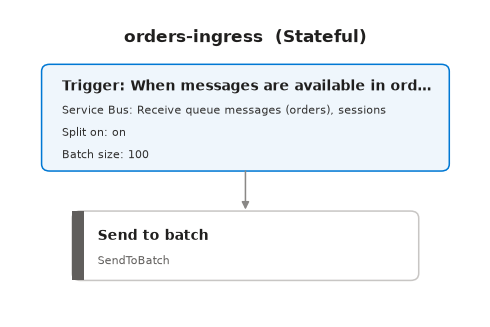 orders-ingress (Stateful)
Trigger: When messages are available in ord...
Service Bus: Receive queue messages (orders), sessions
Split on: on
Batch size: 100
Send to batch
SendToBatch